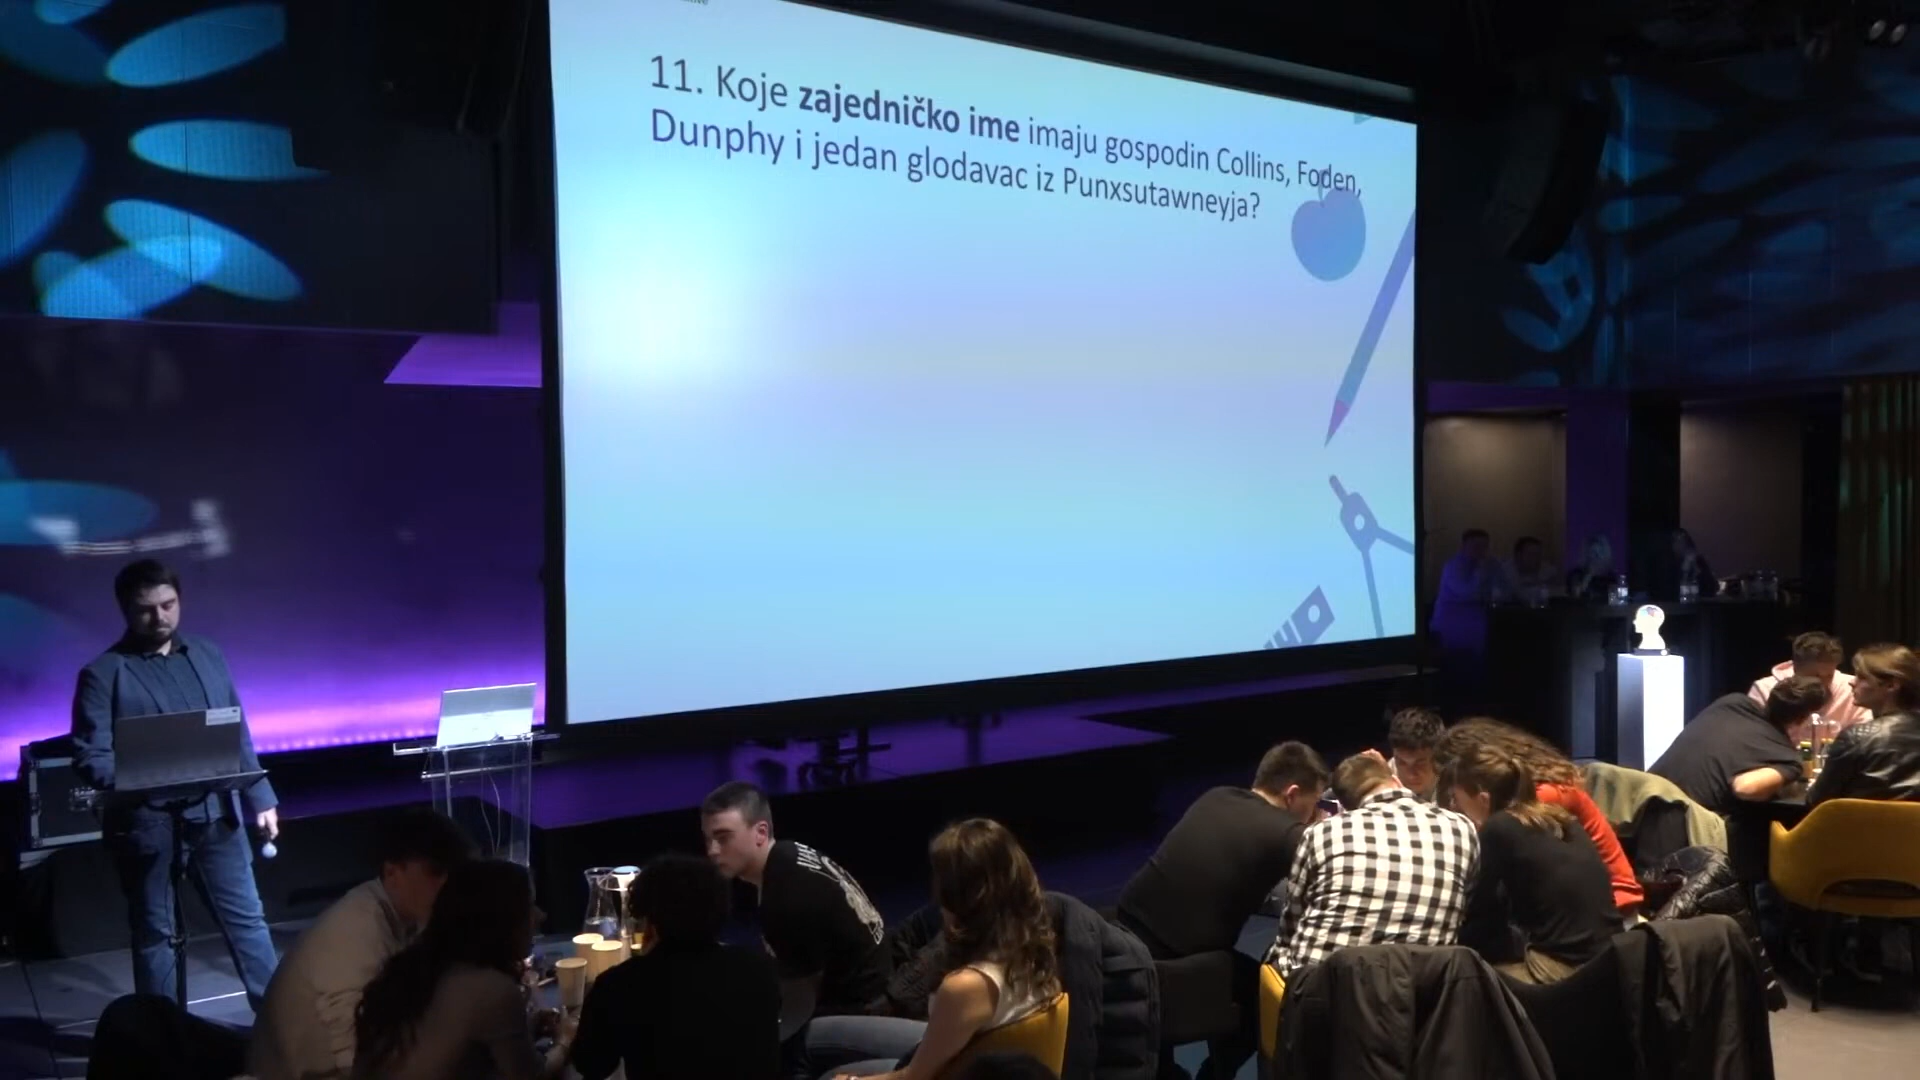 11. Koje zajedničko ime imaju gospodin Collins, Foden,
Dunphy i jedan glodavac iz Punxsutawneyja?